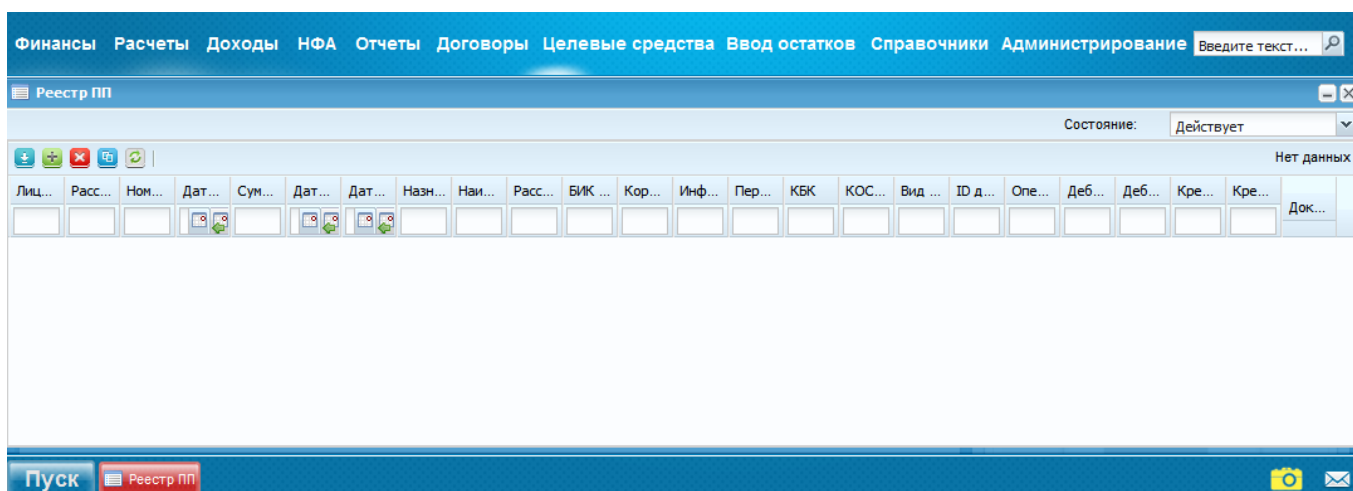 Финансы Расчеты Доходы НФА Отчеты Договоры Целевые средства Ввод остатков Справочники Администрирование Введите текст...
Реестр ПП
Состояние: Действует
Нет данных
Лиц... Расс... Ном... Дат... Сум... Дат... Дат... Назн... Наи... Расс... БИК ... Кор... Инф... Пер... КБК КОС... Вид ... ID д... Опе... Деб... Деб... Кре... Кре... Док...
Пуск Реестр ПП